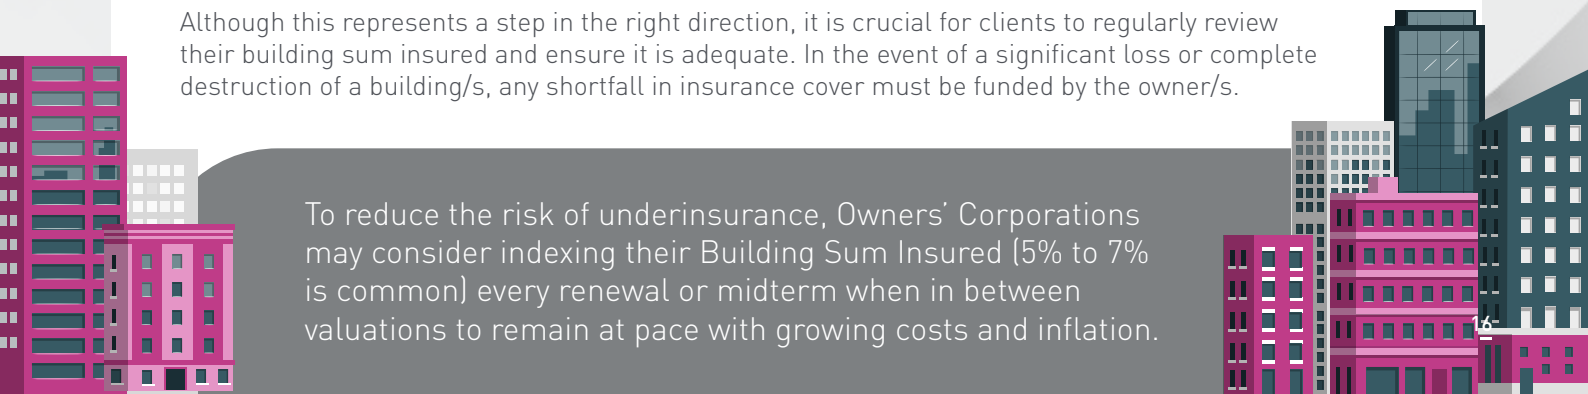 Although this represents a step in the right direction, it is crucial for clients to regularly review
their building sum insured and ensure it is adequate. In the event of a significant loss or complete
destruction of a building/s, any shortfall in insurance cover must be funded by the owner/s.
To reduce the risk of underinsurance, Owners’ Corporations
may consider indexing their Building Sum Insured (5% to 7%
is common) every renewal or midterm when in between
valuations to remain at pace with growing costs and inflation.
16